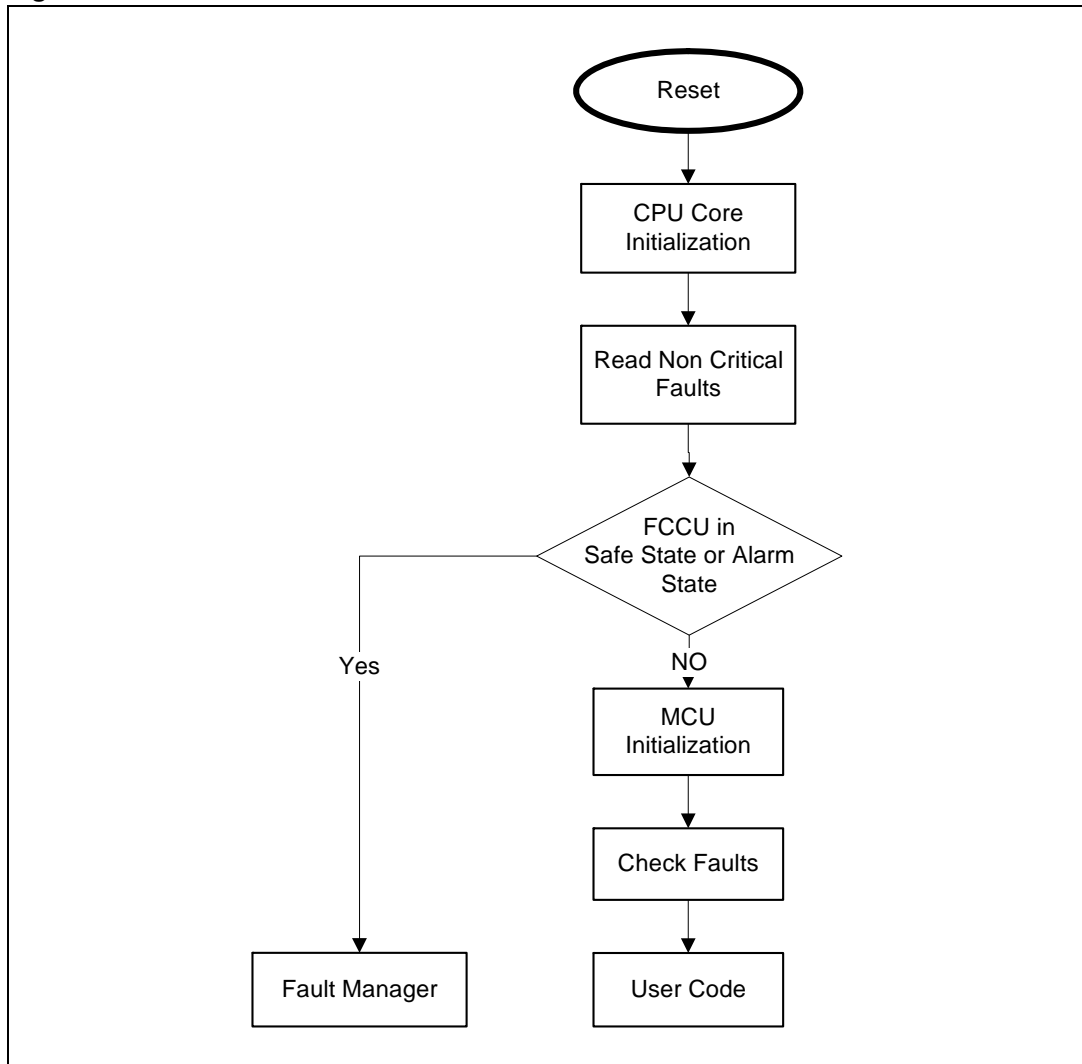 Reset
CPU Core
Initialization
Read Non Critical
Faults
FCCU in
Safe State or Alarm
State
Yes
NO
MCU
Initialization
Check Faults
Fault Manager
User Code